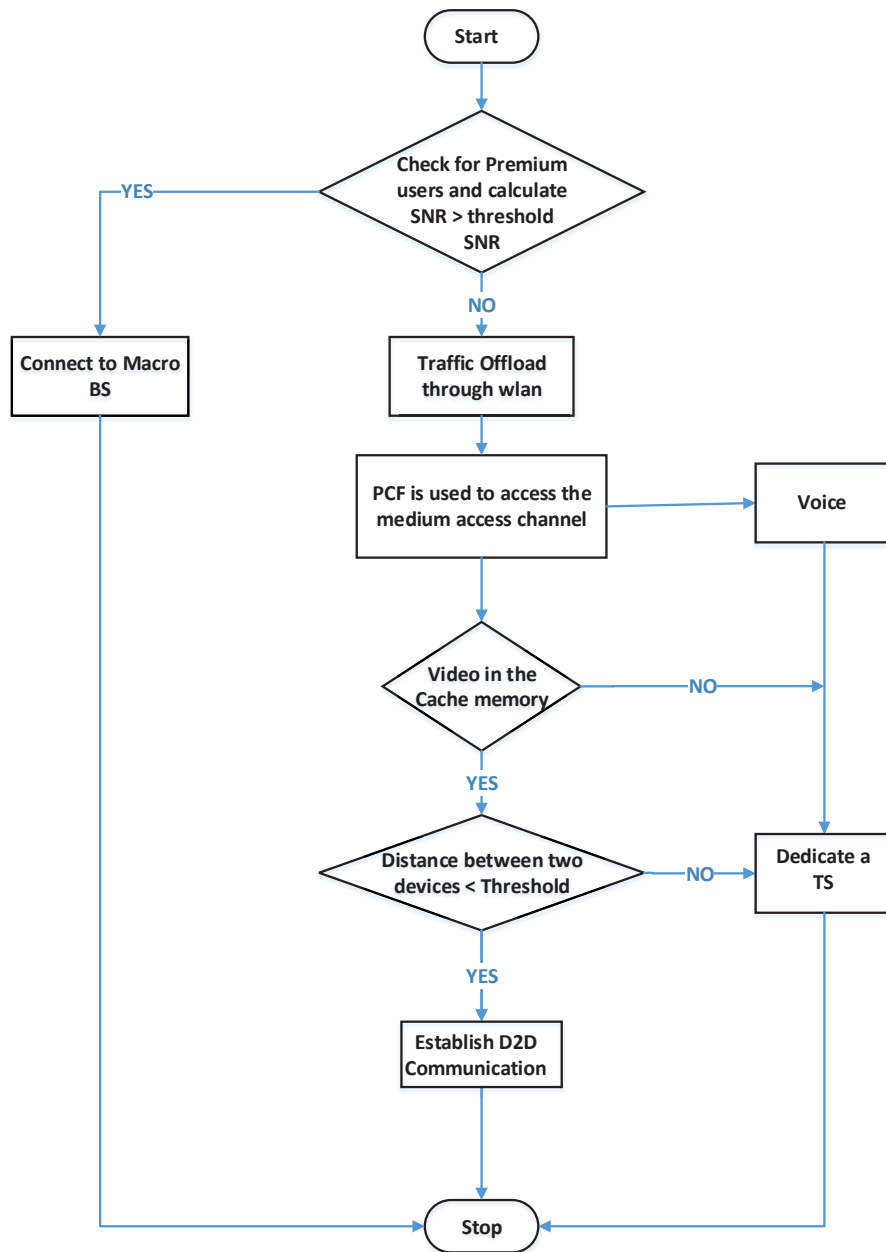 Start
Check for Premium
users and calculate
SNR > threshold
SNR
YES
NO
Connect to Macro
BS
Traffic Offload
through wlan
PCF is used to access the
medium access channel
Voice
Video in the
Cache memory
NO
YES
Distance between two
devices < Threshold
NO
Dedicate a
TS
YES
Establish D2D
Communication
Stop